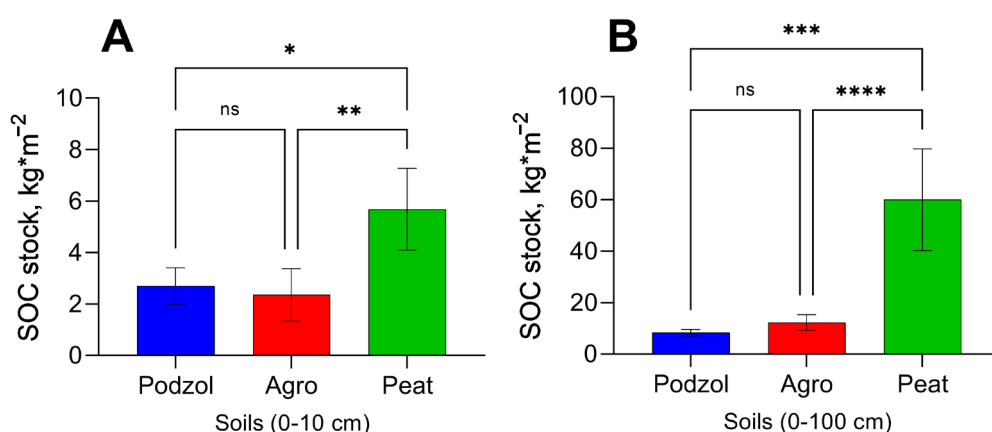 A
*
ns
**
10
8
6
4
2
0
SOC stock, kg*m⁻²
Podzol Agro Peat
Soils (0-10 cm)
B
***
ns
****
100
80
60
40
20
0
SOC stock, kg*m⁻²
Podzol Agro Peat
Soils (0-100 cm)